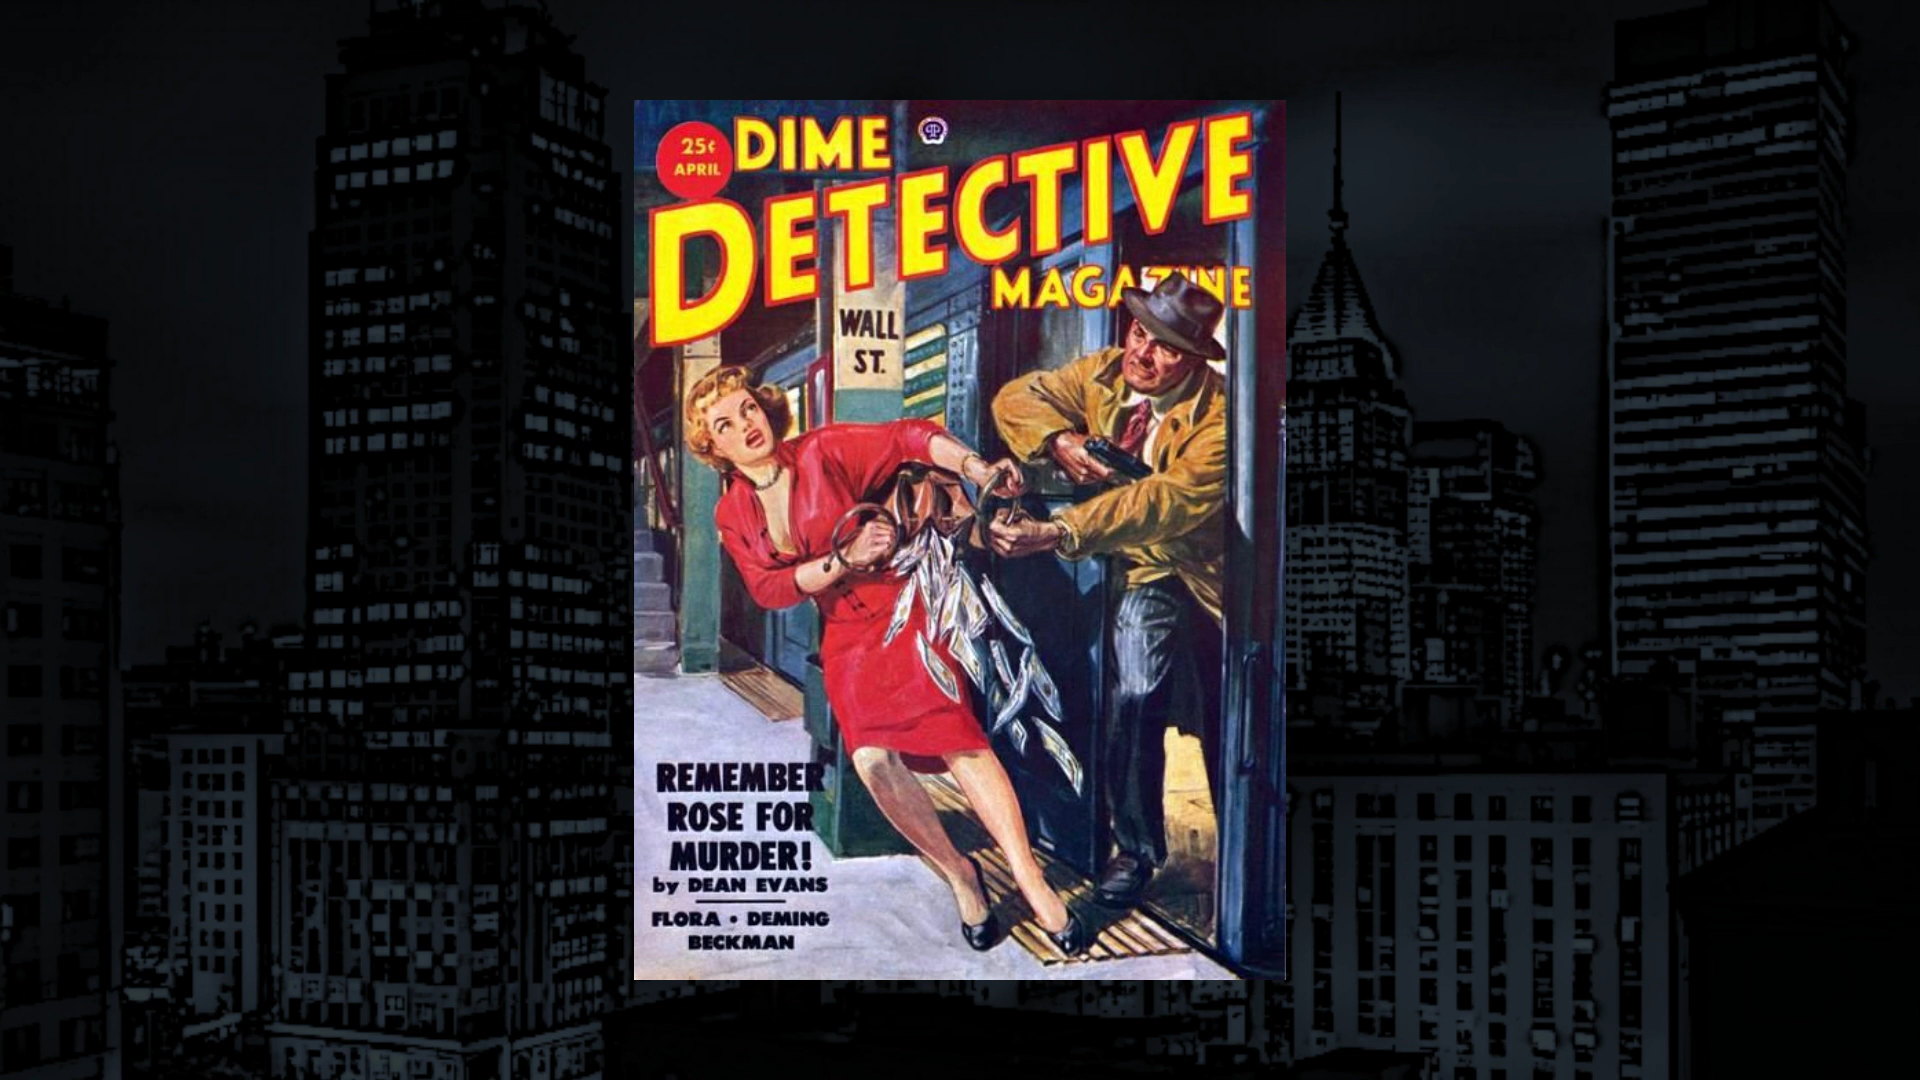 25¢
APRIL
DIME
DETECTIVE
MAGAZINE
WALL
ST.
REMEMBER
ROSE FOR
MURDER!
by DEAN EVANS
FLORA • DEMING
BECKMAN